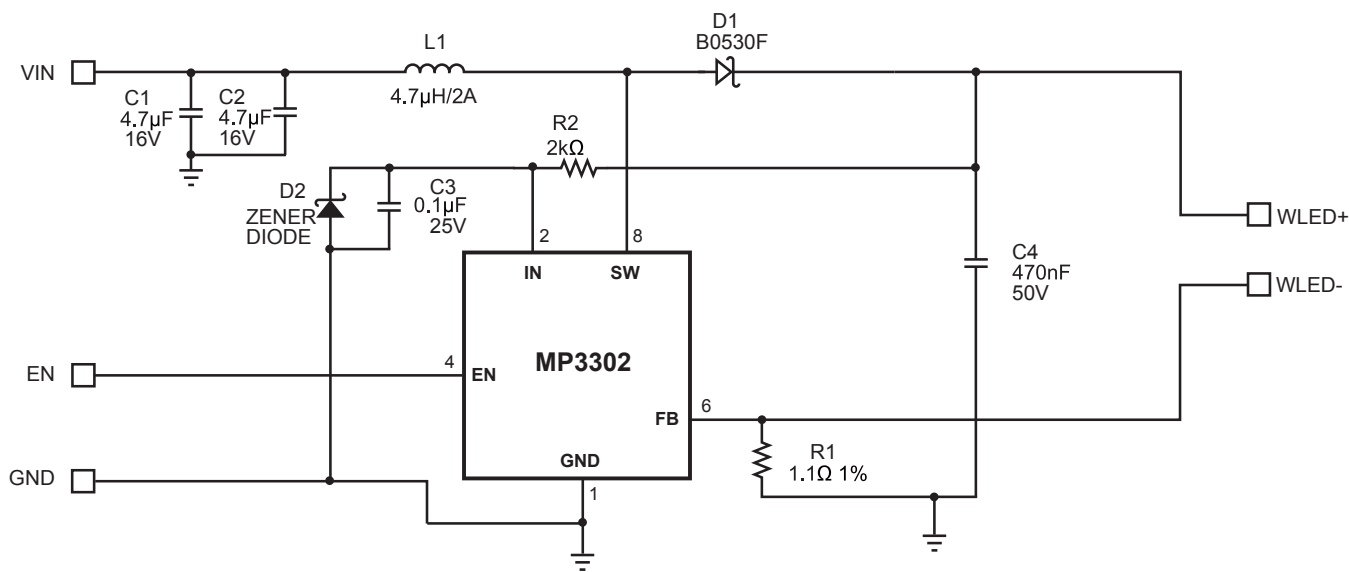 D1
B0530F
L1
VIN
4.7µH/2A
C1
4.7µF
16V
C2
4.7µF
16V
R2
2kΩ
D2
ZENER
DIODE
C3
0.1µF
25V
WLED+
2
8
IN
SW
C4
470nF
50V
WLED-
MP3302
EN
4
EN
FB
6
R1
1.1Ω 1%
GND
GND
1